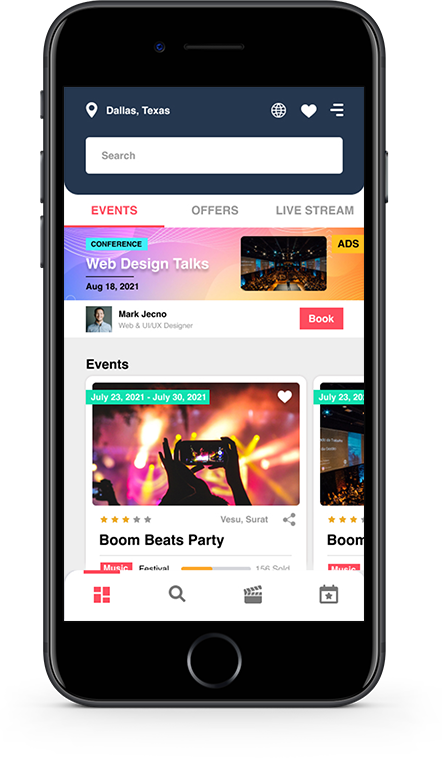 Dallas, Texas
Search
EVENTS OFFERS LIVE STREAM
CONFERENCE
ADS
Web Design Talks
Aug 18, 2021
Mark Jecno
Web & UI/UX Designer
Book
Events
July 23, 2021 - July 30, 2021
July 23, 20
Vesu, Surat
Boom Beats Party
Boom
Music Festival 156 Sold
Music